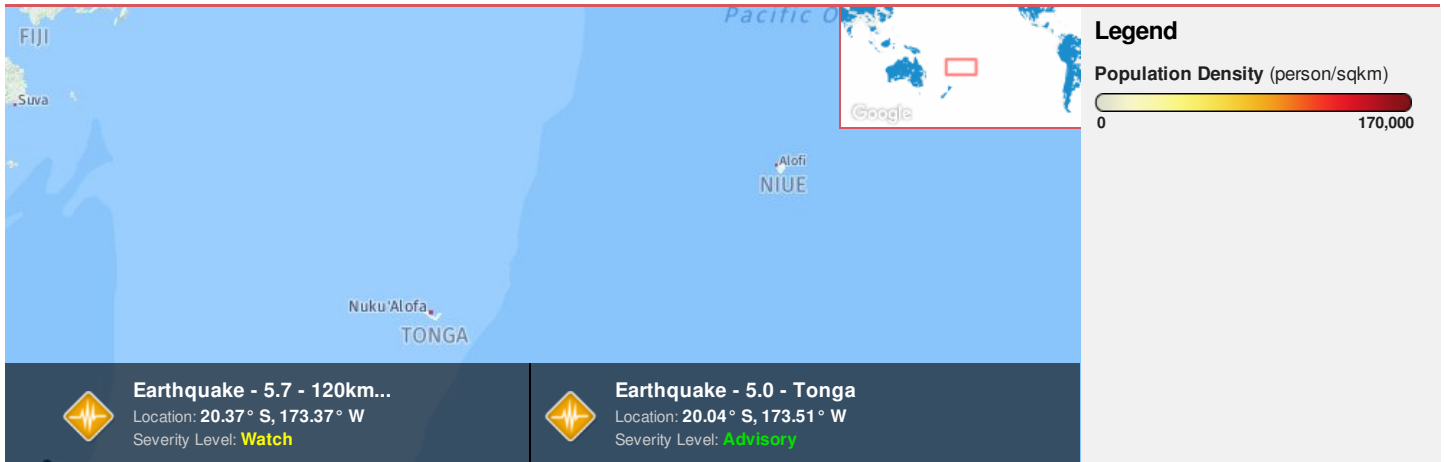 Pacific O
FIJI
Suva
Alofi
NIUE
Nuku'Alofa
TONGA
Google
Legend
Population Density (person/sqkm)
0 170,000
Earthquake - 5.7 - 120km...
Location: 20.37° S, 173.37° W
Severity Level: Watch
Earthquake - 5.0 - Tonga
Location: 20.04° S, 173.51° W
Severity Level: Advisory